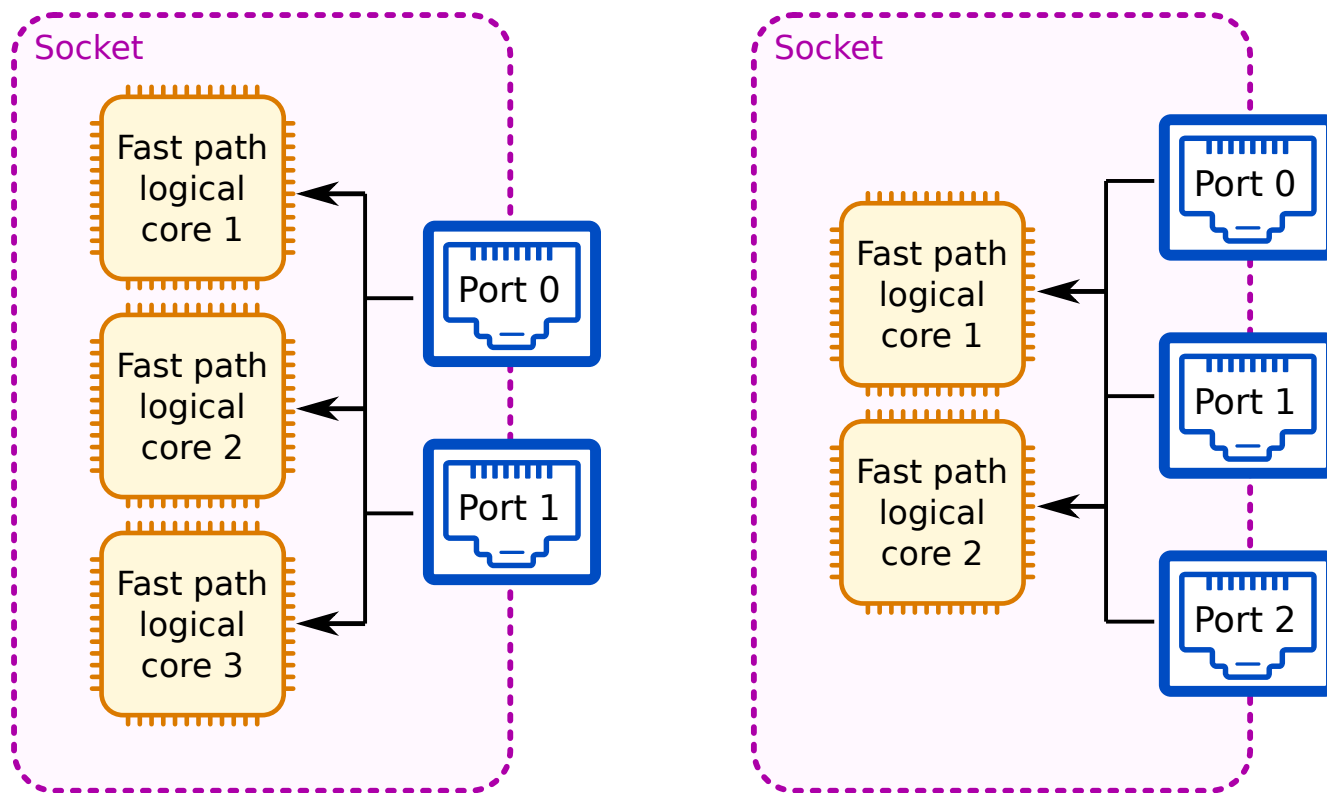 Socket
Fast path
logical
core 1
Fast path
logical
core 2
Fast path
logical
core 3
Port 0
Port 1
Socket
Fast path
logical
core 1
Fast path
logical
core 2
Port 0
Port 1
Port 2